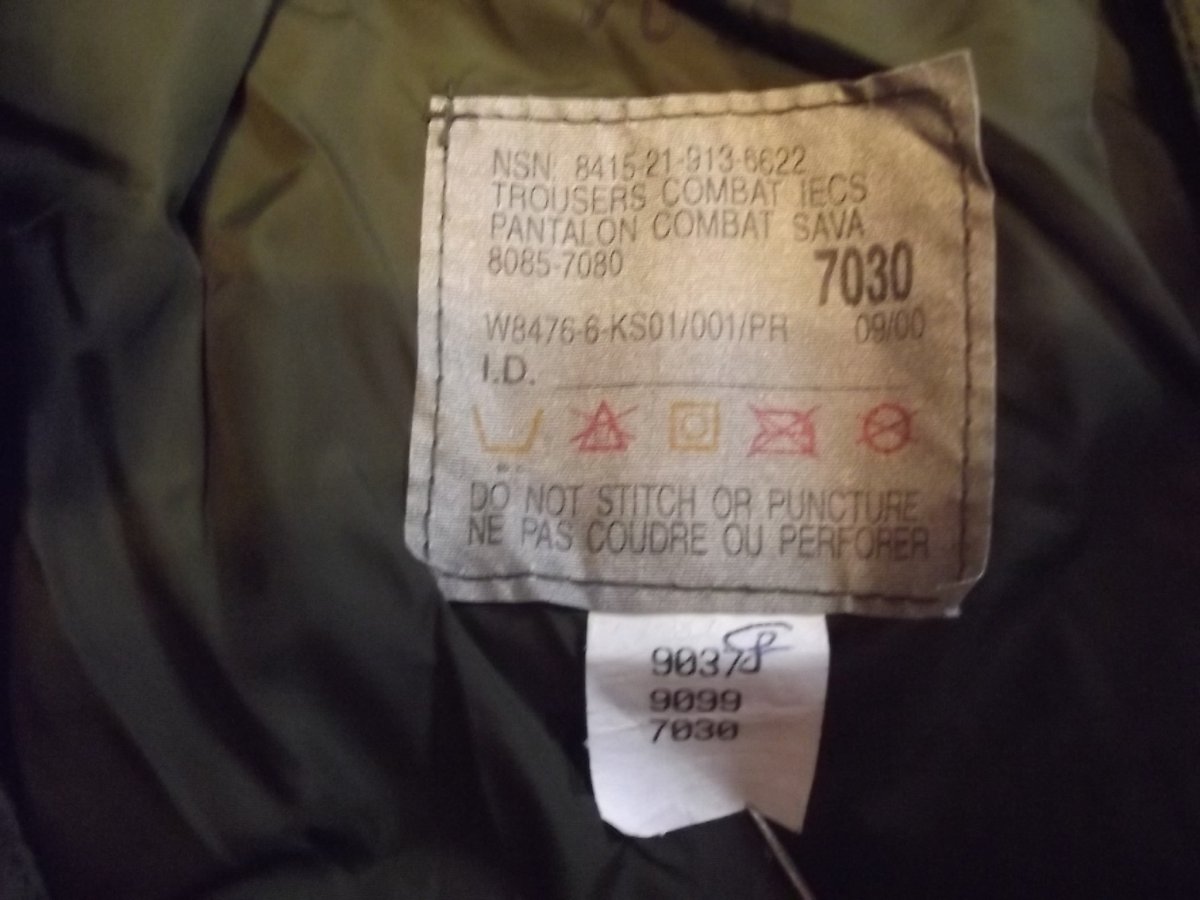 NSN: 8415-21-913-6622
TROUSERS COMBAT IECS
PANTALON COMBAT SAVA
8085-7080 7030
W8476-6-KS01/001/PR 09/00
I.D.
DO NOT STITCH OR PUNCTURE
NE PAS COUDRE OU PERFORER
9037
9099
7030